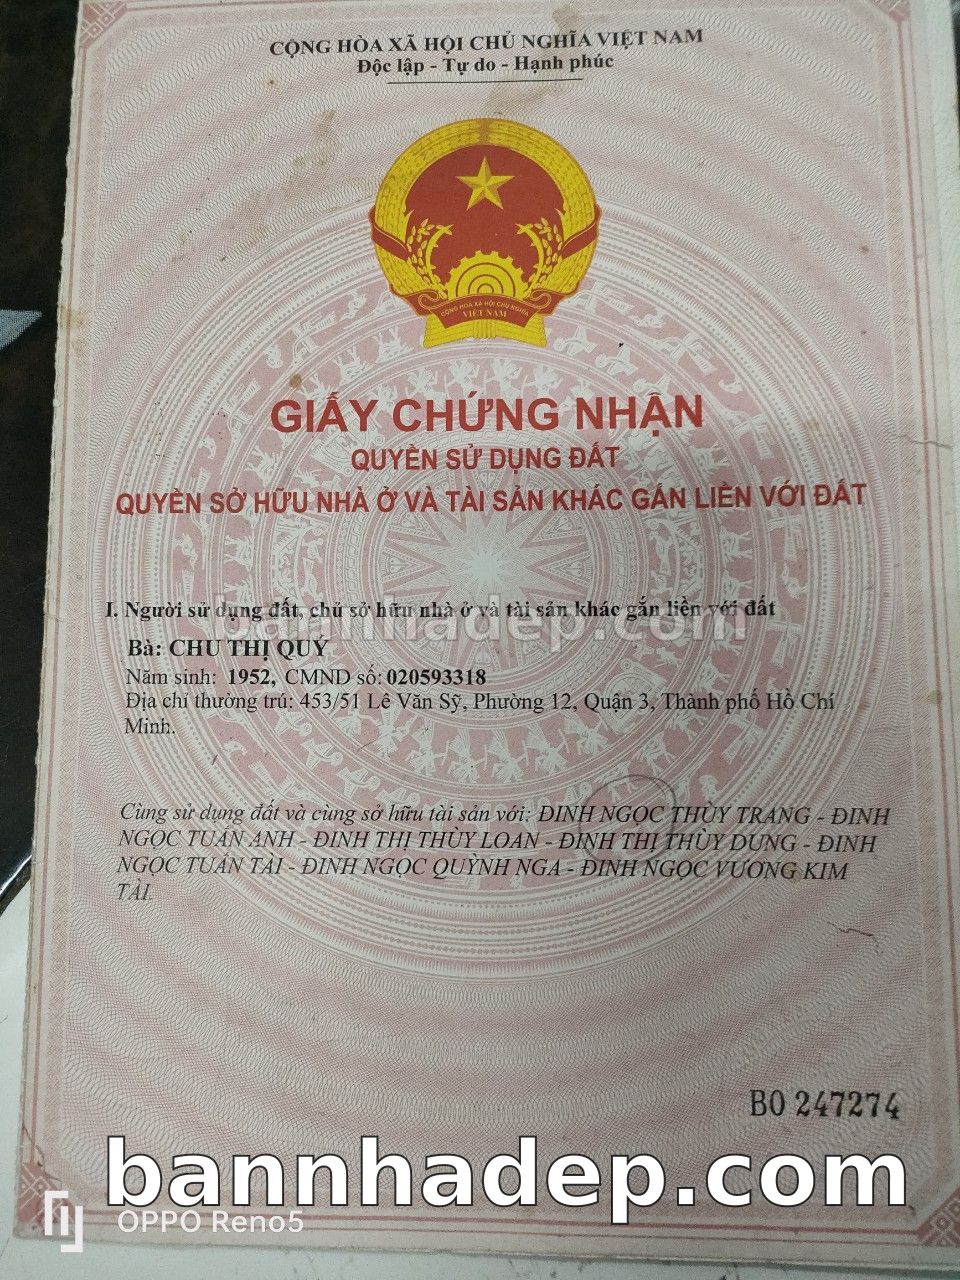 CỘNG HÒA XÃ HỘI CHỦ NGHĨA VIỆT NAM
Độc lập - Tự do - Hạnh phúc
CỘNG HÒA XÃ HỘI CHỦ NGHĨA
VIỆT NAM
GIẤY CHỨNG NHẬN
QUYỀN SỬ DỤNG ĐẤT
QUYỀN SỞ HỮU NHÀ Ở VÀ TÀI SẢN KHÁC GẮN LIỀN VỚI ĐẤT
I. Người sử dụng đất, chủ sở hữu nhà ở và tài sản khác gắn liền với đất
bannhadep.com
Bà: CHU THỊ QUÝ
Năm sinh: 1952, CMND số: 020593318
Địa chỉ thường trú: 453/51 Lê Văn Sỹ, Phường 12, Quận 3, Thành phố Hồ Chí
Minh.
Cùng sử dụng đất và cùng sở hữu tài sản với: ĐINH NGỌC THÙY TRANG - ĐINH
NGỌC TUẤN ANH - ĐINH THỊ THÙY LOAN - ĐINH THỊ THÙY DUNG - ĐINH
NGỌC TUẤN TÀI - ĐINH NGỌC QUỲNH NGA - ĐINH NGỌC VƯƠNG KIM
TÀI.
BO 247274
bannhadep.com
OPPO Reno5